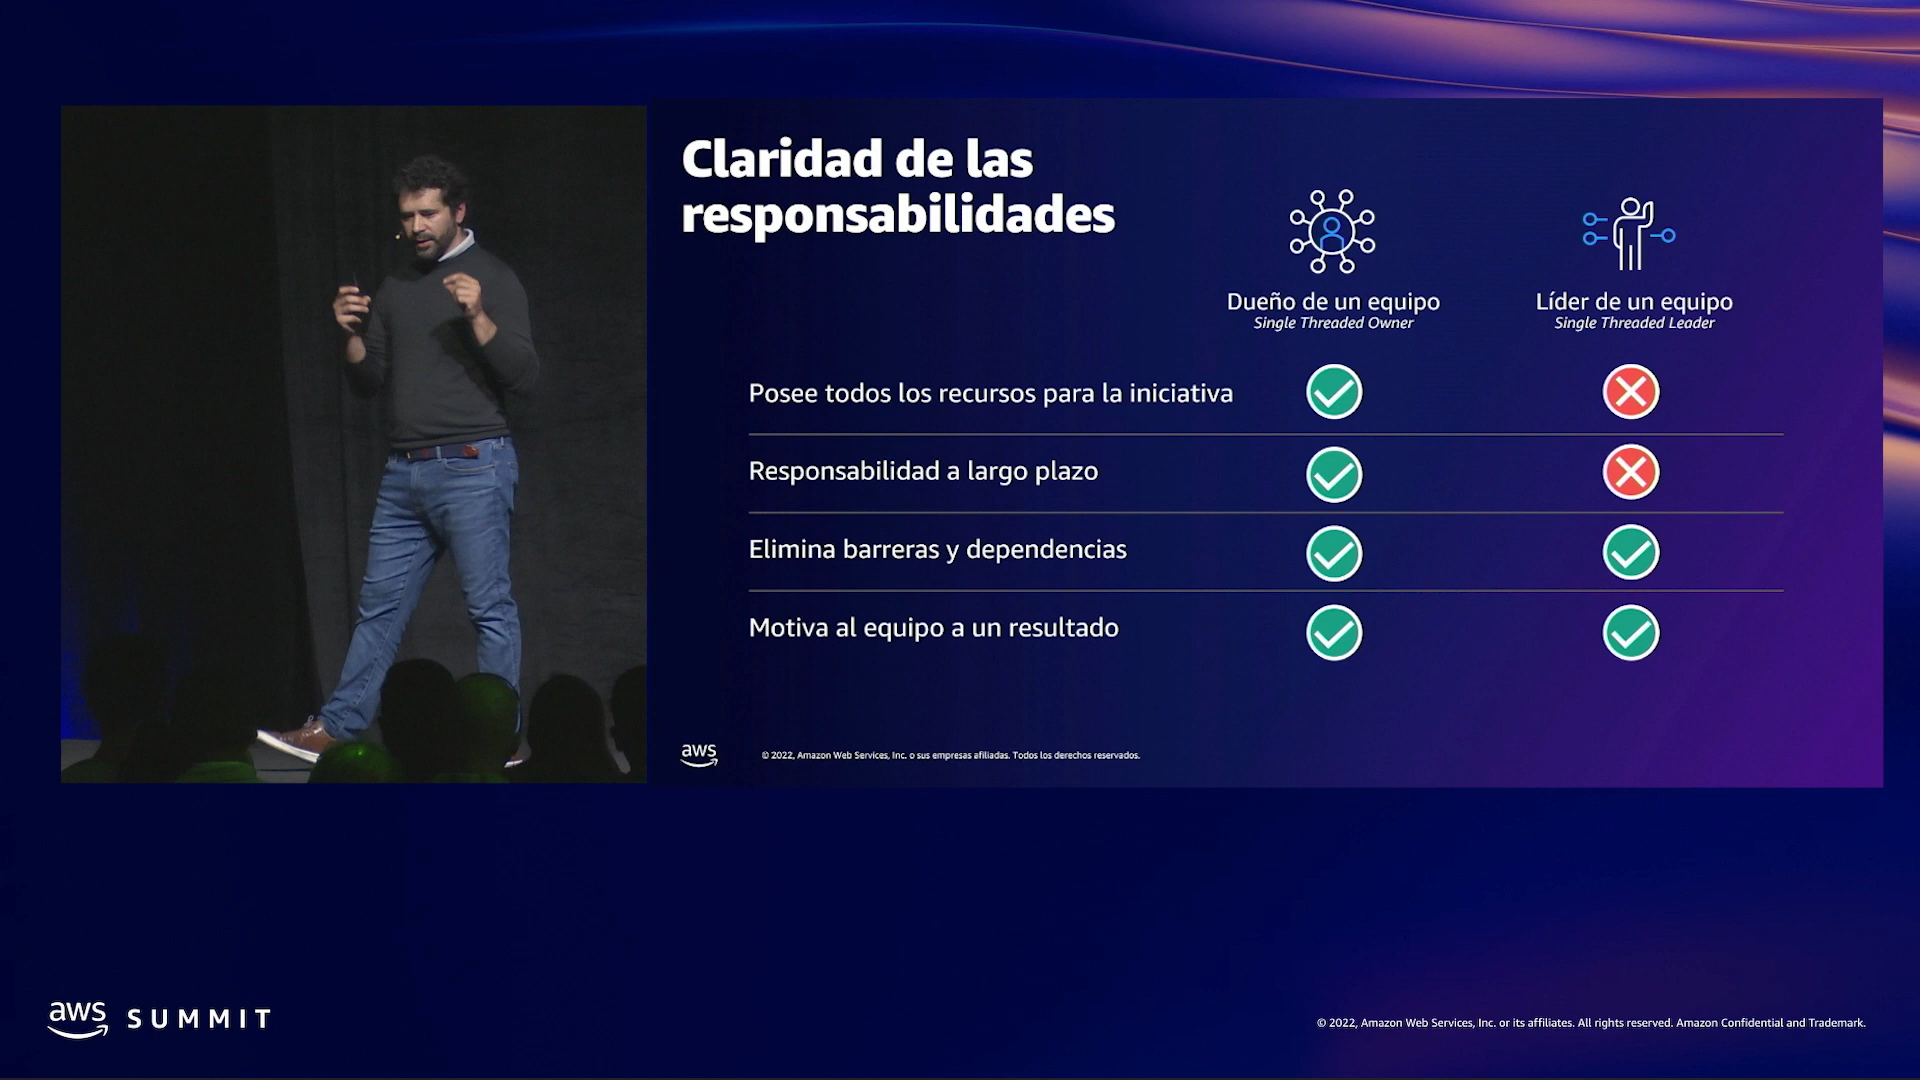 Claridad de las
responsabilidades
Dueño de un equipo
Single Threaded Owner
Líder de un equipo
Single Threaded Leader
Posee todos los recursos para la iniciativa
Responsabilidad a largo plazo
Elimina barreras y dependencias
Motiva al equipo a un resultado
aws
© 2022, Amazon Web Services, Inc. o sus empresas afiliadas. Todos los derechos reservados.
aws SUMMIT
© 2022, Amazon Web Services, Inc. or its affiliates. All rights reserved. Amazon Confidential and Trademark.